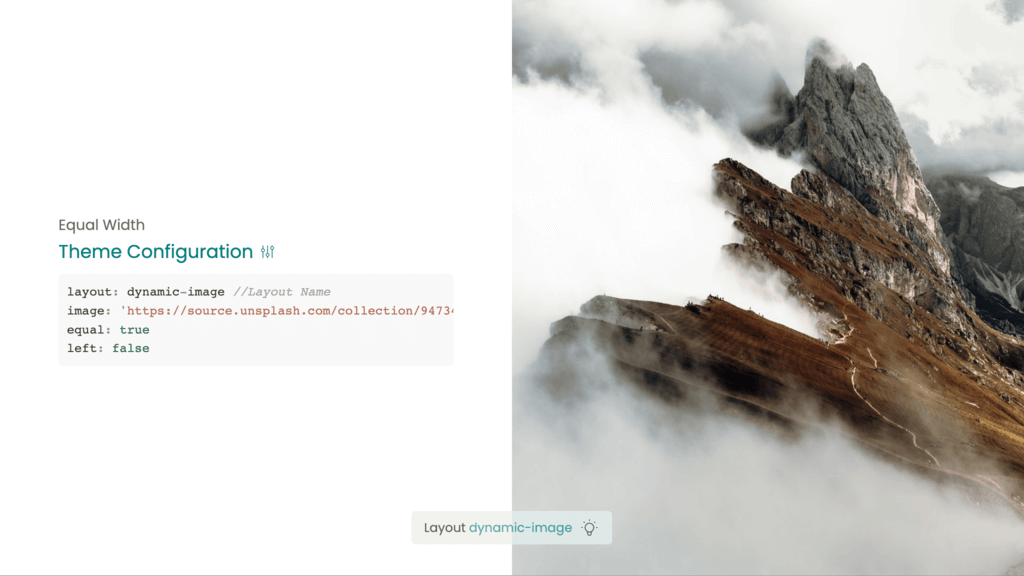 Equal Width
Theme Configuration
layout: dynamic-image //Layout Name
image: 'https://source.unsplash.com/collection/9473
equal: true
left: false
Layout dynamic-image